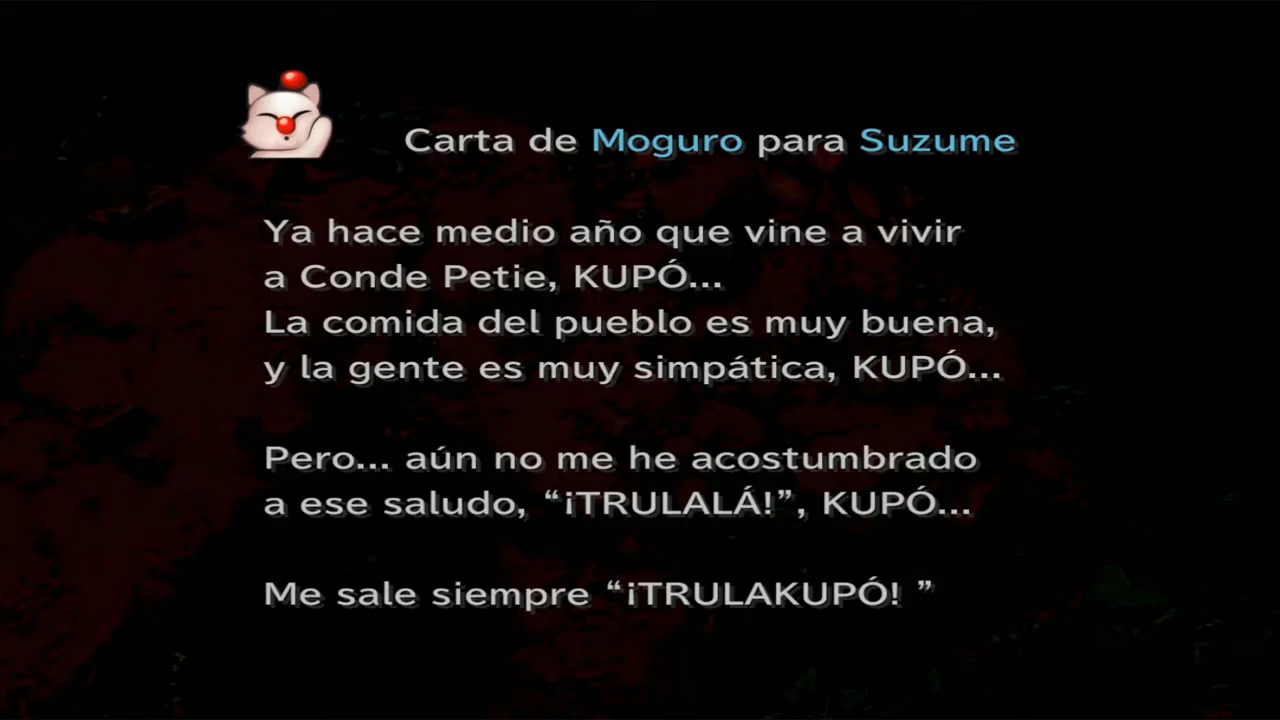 Carta de Moguro para Suzume
Ya hace medio año que vine a vivir
a Conde Petie, KUPÓ...
La comida del pueblo es muy buena,
y la gente es muy simpática, KUPÓ...
Pero... aún no me he acostumbrado
a ese saludo, “¡TRULALÁ!”, KUPÓ...
Me sale siempre “¡TRULAKUPÓ! ”